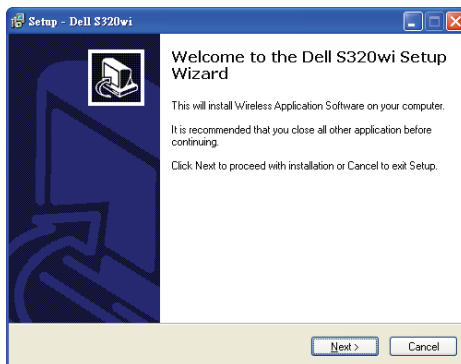 Setup - Dell S320wi
Welcome to the Dell S320wi Setup
Wizard
This will install Wireless Application Software on your computer.
It is recommended that you close all other application before
continuing.
Click Next to proceed with installation or Cancel to exit Setup.
Next >
Cancel